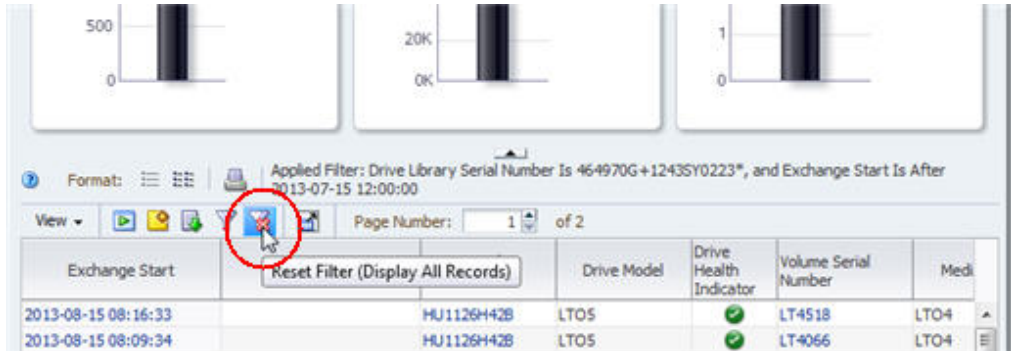 500
0
20K
0K
1
0
Format:
Applied Filter: Drive Library Serial Number Is 464970G+1243SY0223*, and Exchange Start Is After
2013-07-15 12:00:00
View
Page Number: 1 of 2
Exchange Start
Reset Filter (Display All Records)
Drive Model
Drive
Health
Indicator
Volume Serial
Number
Medi
2013-08-15 08:16:33 HU1126H42B LTO5 LT4518 LTO4
2013-08-15 08:09:34 HU1126H42B LTO5 LT4066 LTO4